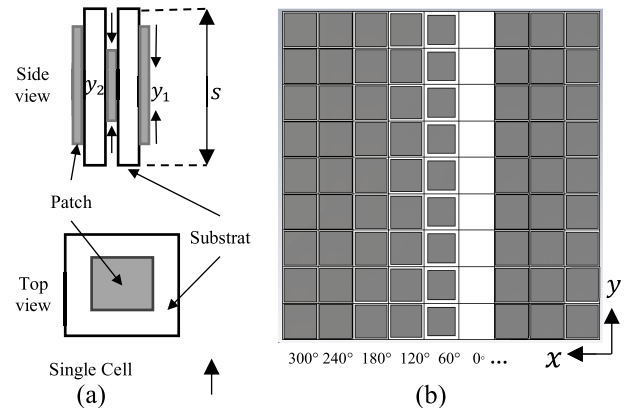 Side
view
y₂
y₁
s
Patch
Substrat
Top
view
Single Cell
(a)
y
x
300° 240° 180° 120° 60° 0° ...
(b)